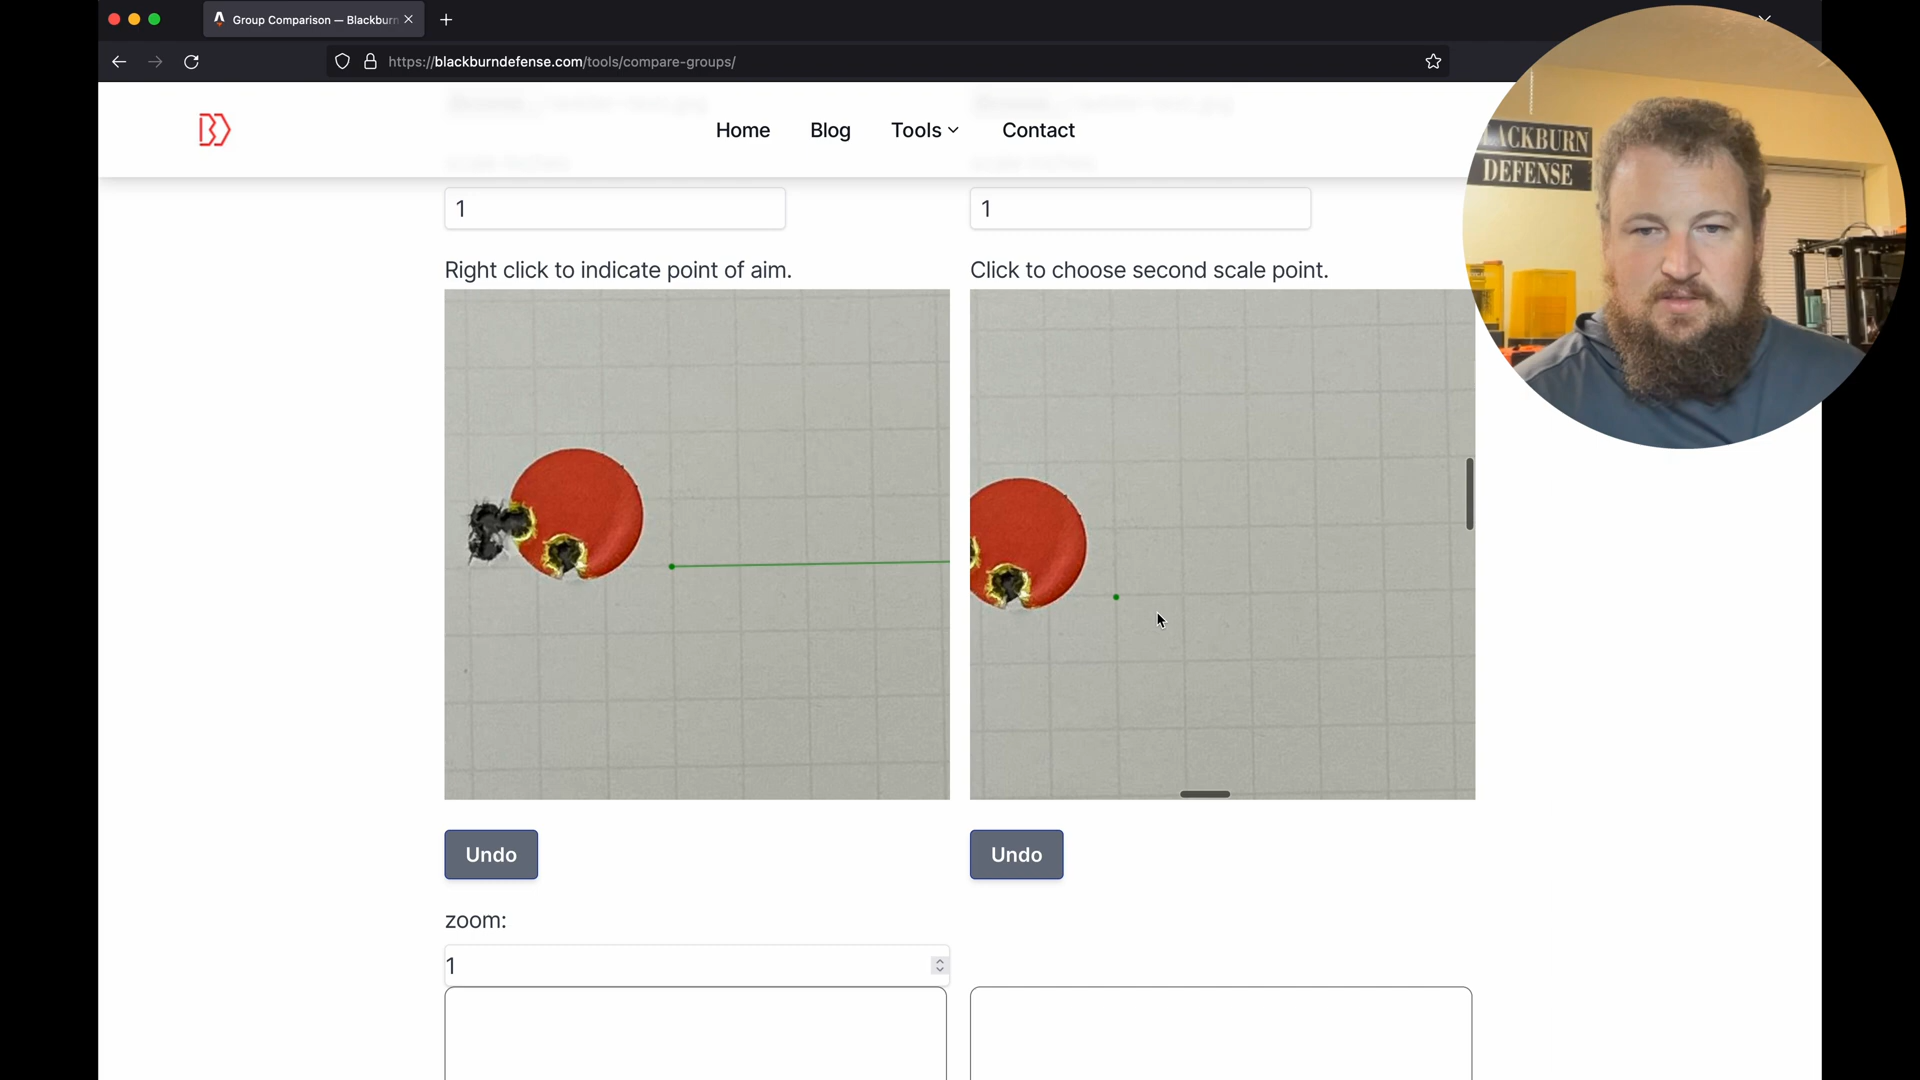 Group Comparison — Blackburn
https://blackburndefense.com/tools/compare-groups/
Home Blog Tools Contact
BLACKBURN
DEFENSE
1 1
Right click to indicate point of aim. Click to choose second scale point.
Undo Undo
zoom:
1